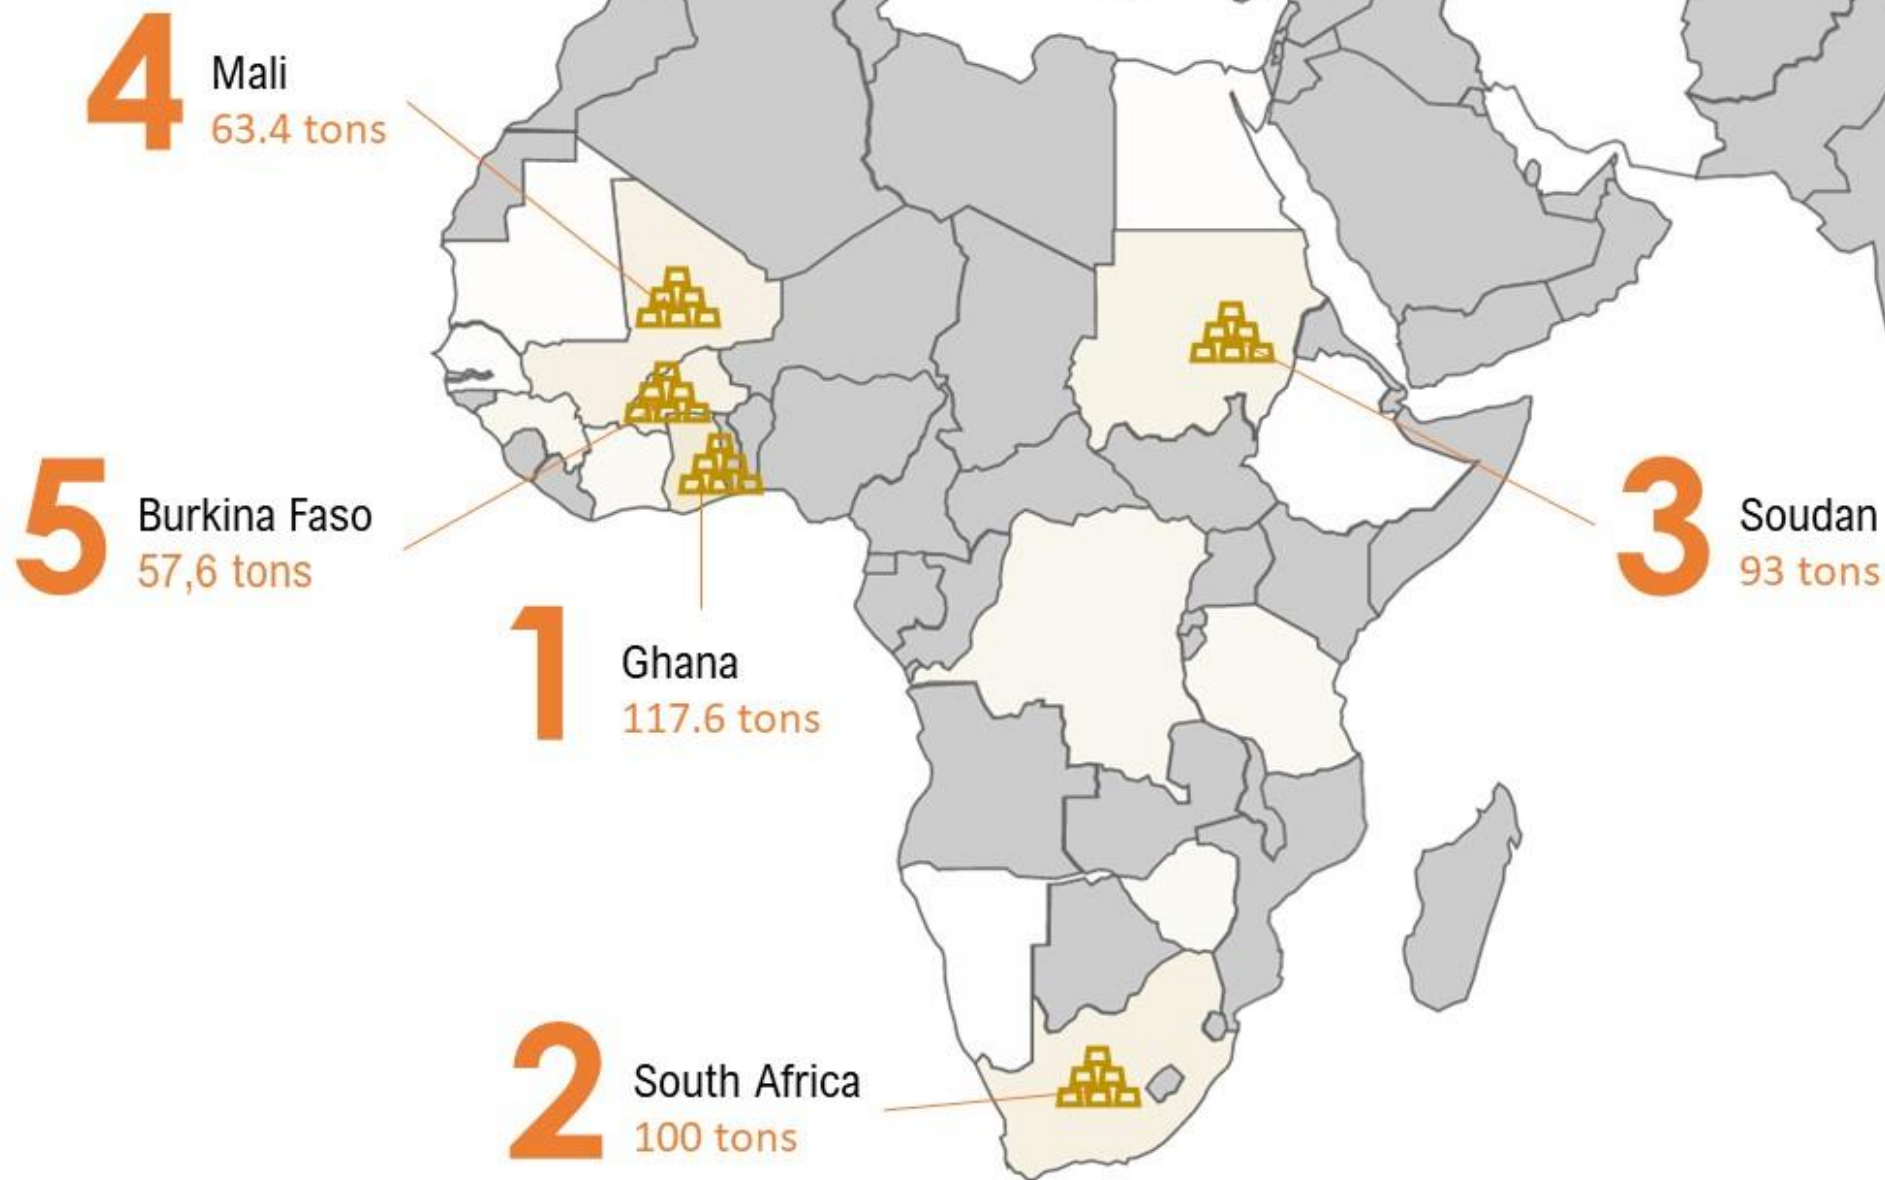 4
Mali
63.4 tons
5
Burkina Faso
57,6 tons
1
Ghana
117.6 tons
3
Soudan
93 tons
2
South Africa
100 tons